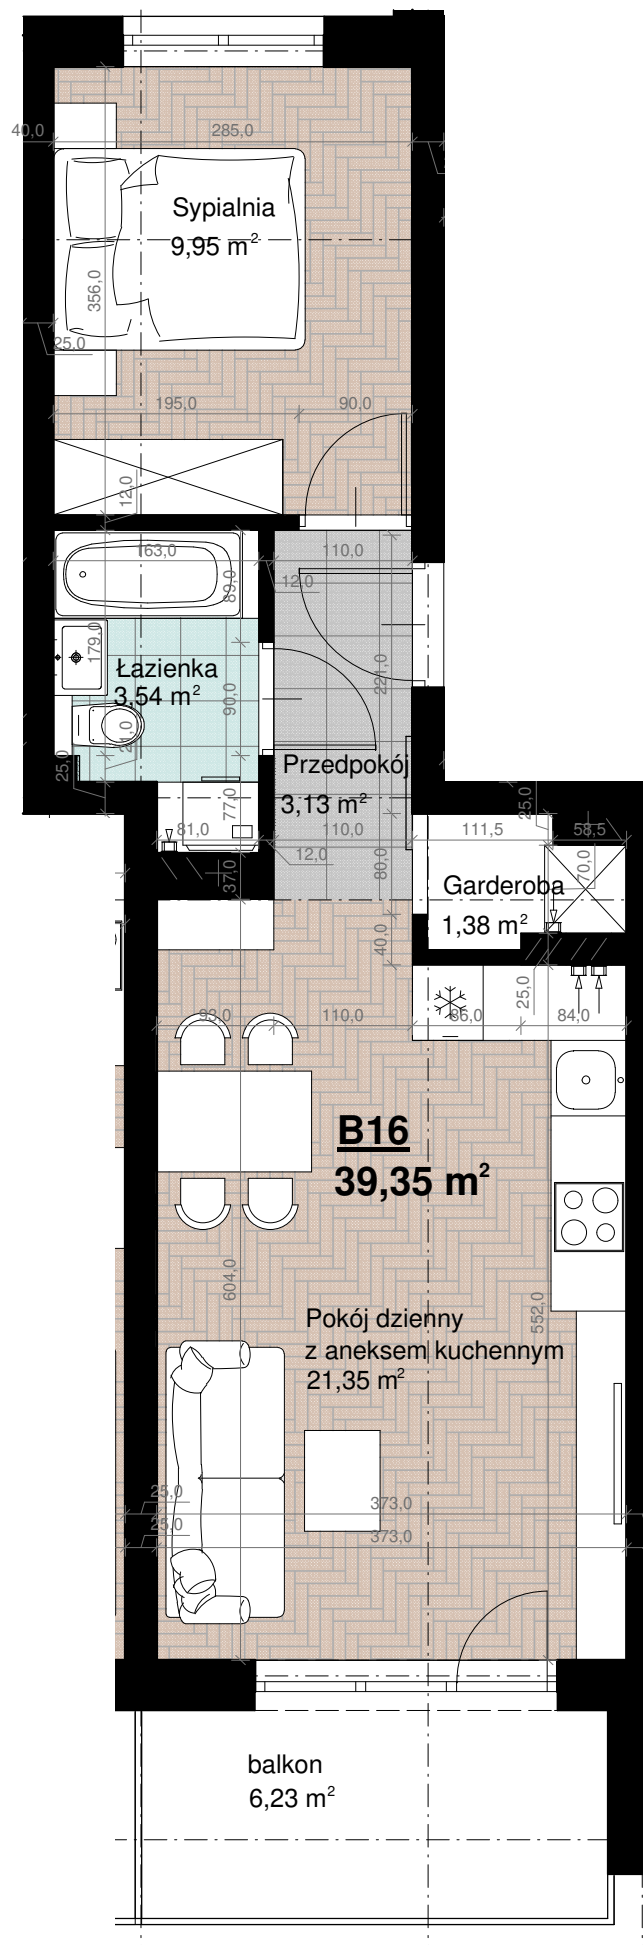 40,0
285,0
Sypialnia
9,95 m²
356,0
25,0
195,0
90,0
12,0
163,0
110,0
89,0
12,0
179,0
Łazienka
3,54 m²
221,0
90,0
21,0
25,0
Przedpokój
3,13 m²
77,0
25,0
81,0
110,0
111,5
58,5
12,0
37,0
80,0
70,0
Garderoba
1,38 m²
40,0
25,0
93,0
110,0
86,0
84,0
B16
39,35 m²
604,0
552,0
Pokój dzienny
z aneksem kuchennym
21,35 m²
25,0
373,0
25,0
373,0
balkon
6,23 m²